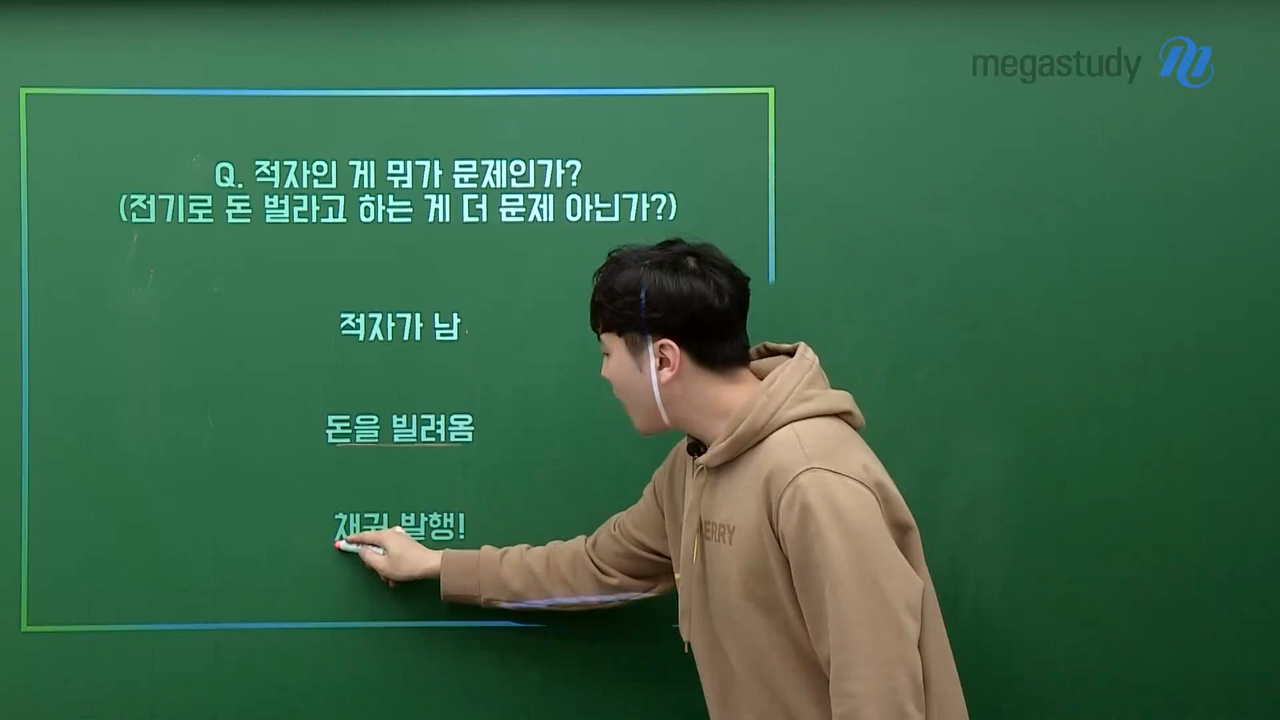 megastudy
Q. 적자인 게 뭐가 문제인가?
(전기로 돈 벌라고 하는 게 더 문제 아닌가?)
적자가 남
돈을 빌려옴
채권 발행!
ERRY